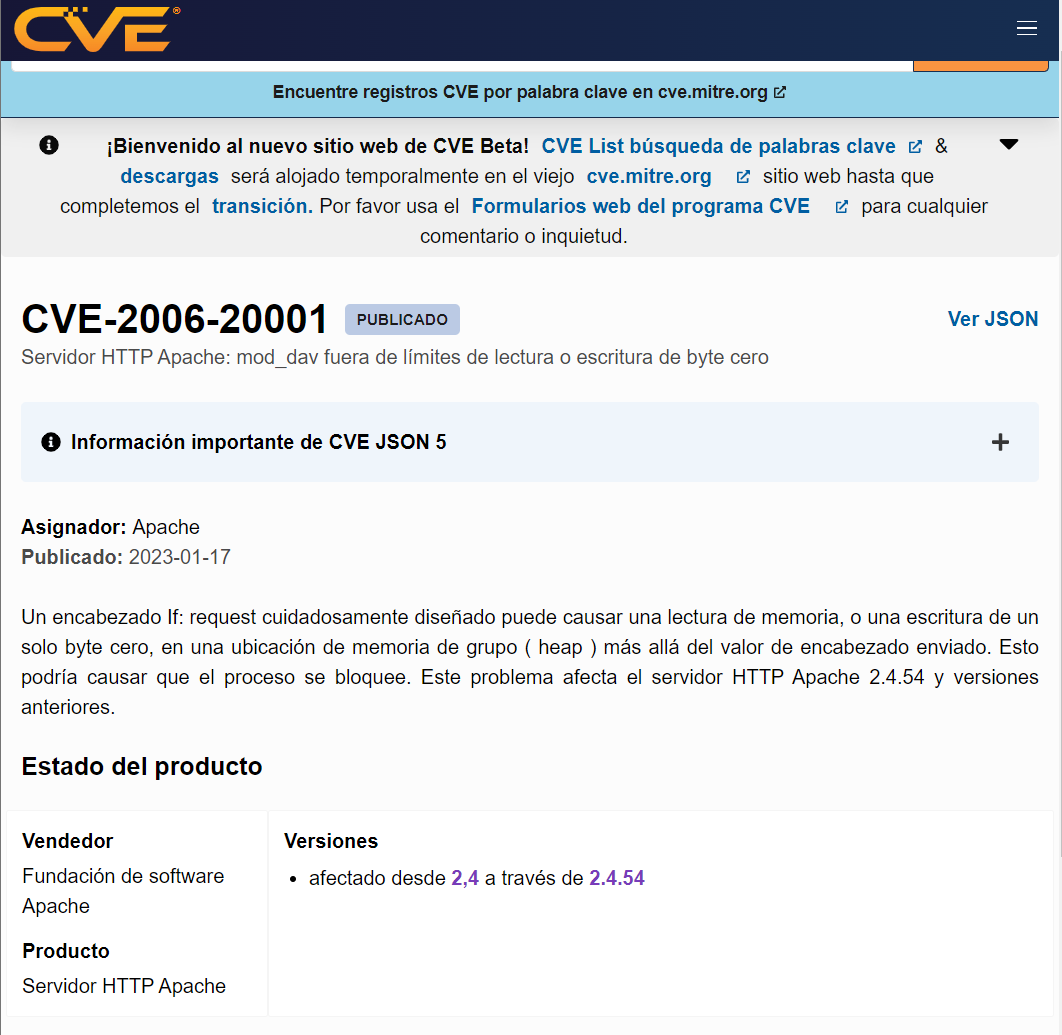 CVE®
Encuentre registros CVE por palabra clave en cve.mitre.org
¡Bienvenido al nuevo sitio web de CVE Beta! CVE List búsqueda de palabras clave &
descargas será alojado temporalmente en el viejo cve.mitre.org sitio web hasta que
completemos el transición. Por favor usa el Formularios web del programa CVE para cualquier
comentario o inquietud.
CVE-2006-20001 PUBLICADO Ver JSON
Servidor HTTP Apache: mod_dav fuera de límites de lectura o escritura de byte cero
Información importante de CVE JSON 5
Asignador: Apache
Publicado: 2023-01-17
Un encabezado If: request cuidadosamente diseñado puede causar una lectura de memoria, o una escritura de un
solo byte cero, en una ubicación de memoria de grupo ( heap ) más allá del valor de encabezado enviado. Esto
podría causar que el proceso se bloquee. Este problema afecta el servidor HTTP Apache 2.4.54 y versiones
anteriores.
Estado del producto
Vendedor
Fundación de software
Apache
Producto
Servidor HTTP Apache
Versiones
• afectado desde 2,4 a través de 2.4.54